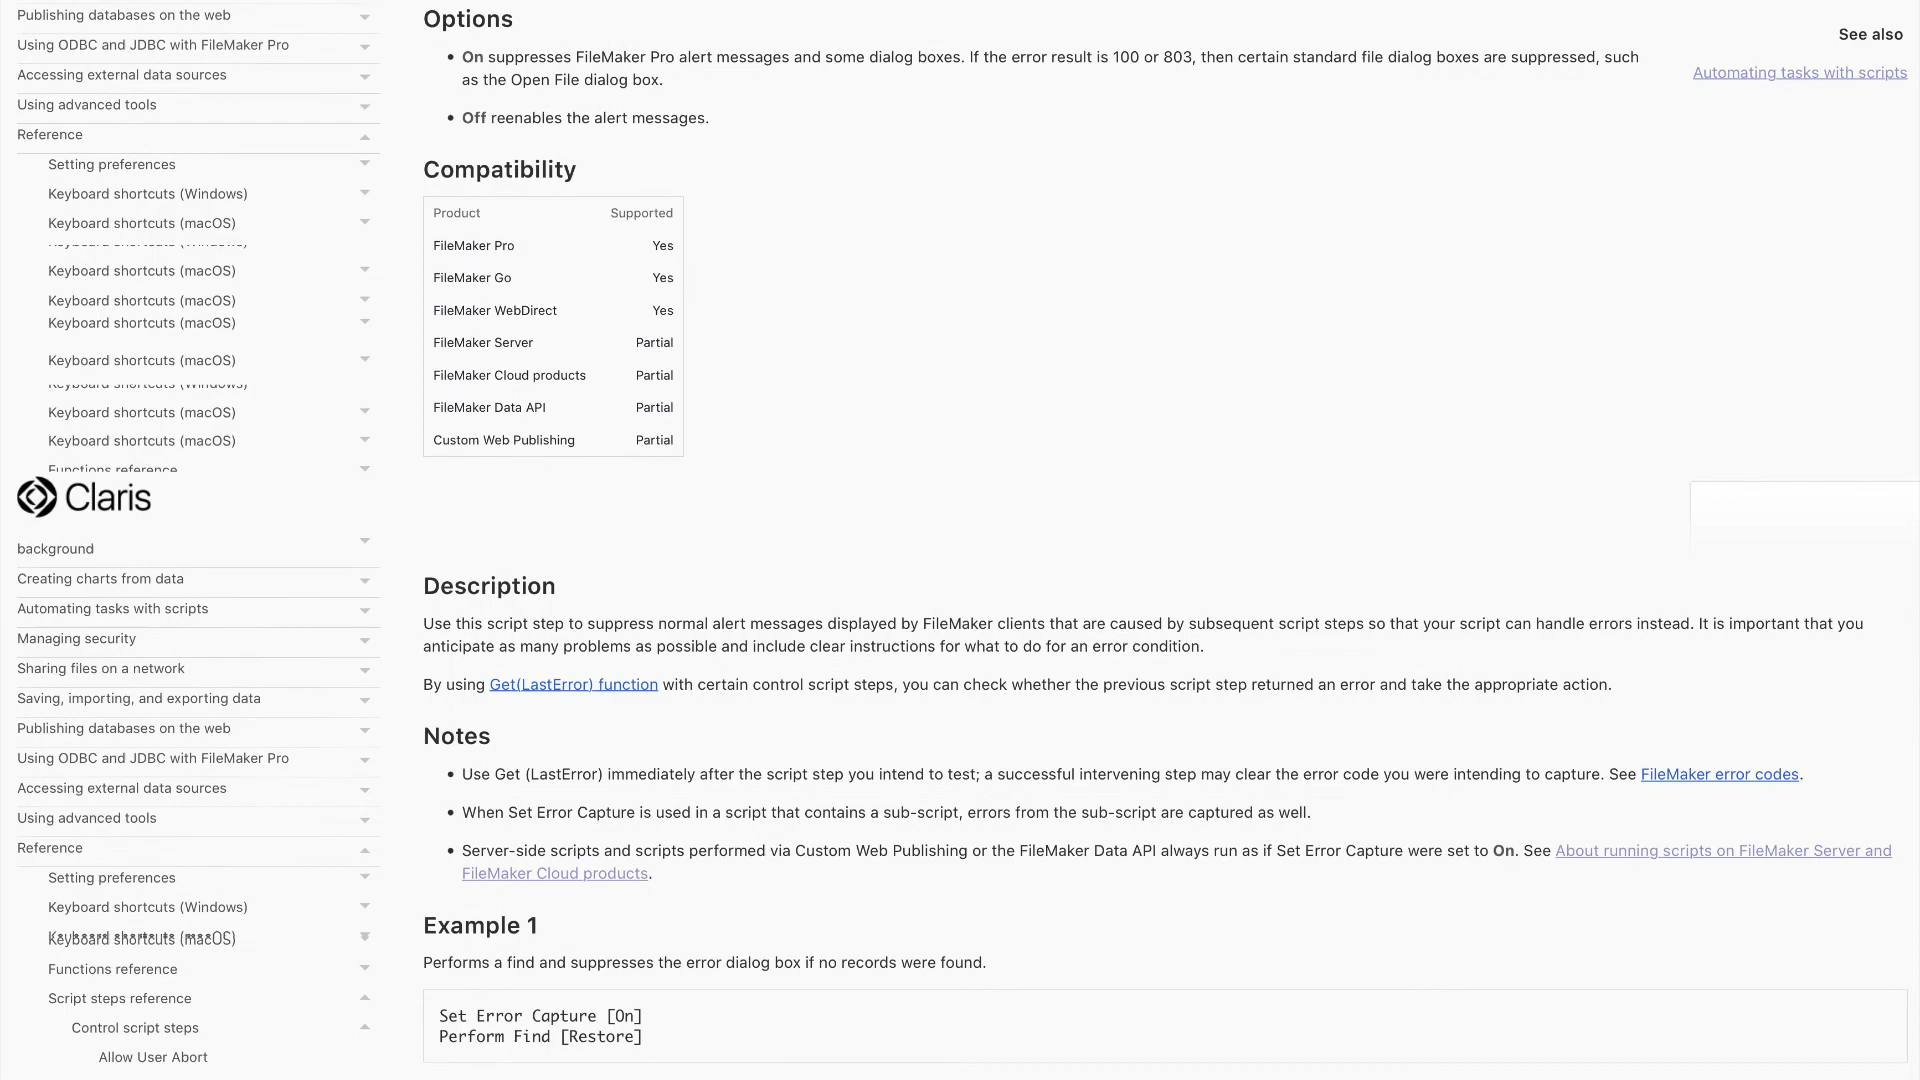 Publishing databases on the web
Using ODBC and JDBC with FileMaker Pro
Accessing external data sources
Using advanced tools
Reference
Setting preferences
Keyboard shortcuts (Windows)
Keyboard shortcuts (macOS)
Keyboard shortcuts (macOS)
Keyboard shortcuts (macOS)
Keyboard shortcuts (macOS)
Keyboard shortcuts (macOS)
Keyboard shortcuts (macOS)
Keyboard shortcuts (macOS)
Functions reference
Claris
background
Creating charts from data
Automating tasks with scripts
Managing security
Sharing files on a network
Saving, importing, and exporting data
Publishing databases on the web
Using ODBC and JDBC with FileMaker Pro
Accessing external data sources
Using advanced tools
Reference
Setting preferences
Keyboard shortcuts (Windows)
Keyboard shortcuts (macOS)
Functions reference
Script steps reference
Control script steps
Allow User Abort
Options
• On suppresses FileMaker Pro alert messages and some dialog boxes. If the error result is 100 or 803, then certain standard file dialog boxes are suppressed, such
as the Open File dialog box.
• Off reenables the alert messages.
Compatibility
Product Supported
FileMaker Pro Yes
FileMaker Go Yes
FileMaker WebDirect Yes
FileMaker Server Partial
FileMaker Cloud products Partial
FileMaker Data API Partial
Custom Web Publishing Partial
Description
Use this script step to suppress normal alert messages displayed by FileMaker clients that are caused by subsequent script steps so that your script can handle errors instead. It is important that you
anticipate as many problems as possible and include clear instructions for what to do for an error condition.
By using Get(LastError) function with certain control script steps, you can check whether the previous script step returned an error and take the appropriate action.
Notes
• Use Get (LastError) immediately after the script step you intend to test; a successful intervening step may clear the error code you were intending to capture. See FileMaker error codes.
• When Set Error Capture is used in a script that contains a sub-script, errors from the sub-script are captured as well.
• Server-side scripts and scripts performed via Custom Web Publishing or the FileMaker Data API always run as if Set Error Capture were set to On. See About running scripts on FileMaker Server and
FileMaker Cloud products.
Example 1
Performs a find and suppresses the error dialog box if no records were found.
Set Error Capture [On]
Perform Find [Restore]
See also
Automating tasks with scripts